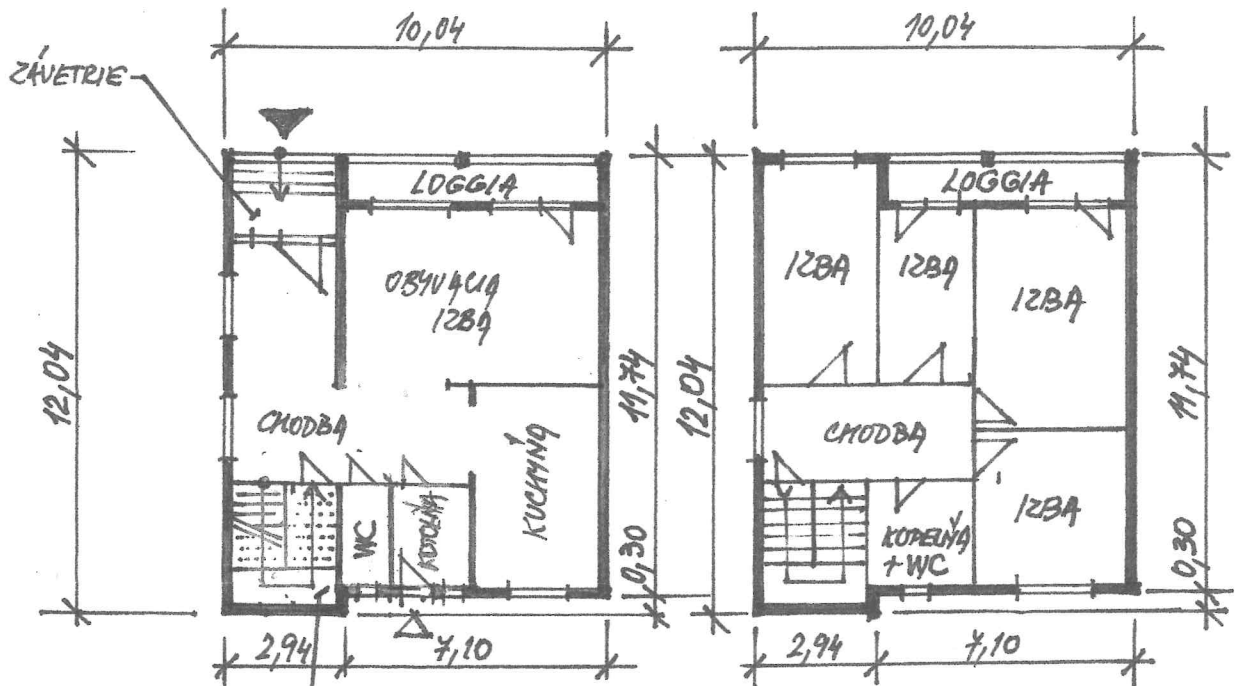 10,04
10,04
ZÁVETRIE
LOGGIA
LOGGIA
OBÝVACIA
IZBA
IZBA
IZBA
IZBA
12,04
11,74
12,04
11,74
CHODBA
CHODBA
KUCHYŇA
WC
KOTOLŇA
IZBA
KÚPEĽŇA
+ WC
0,30
0,30
2,94
7,10
2,94
7,10